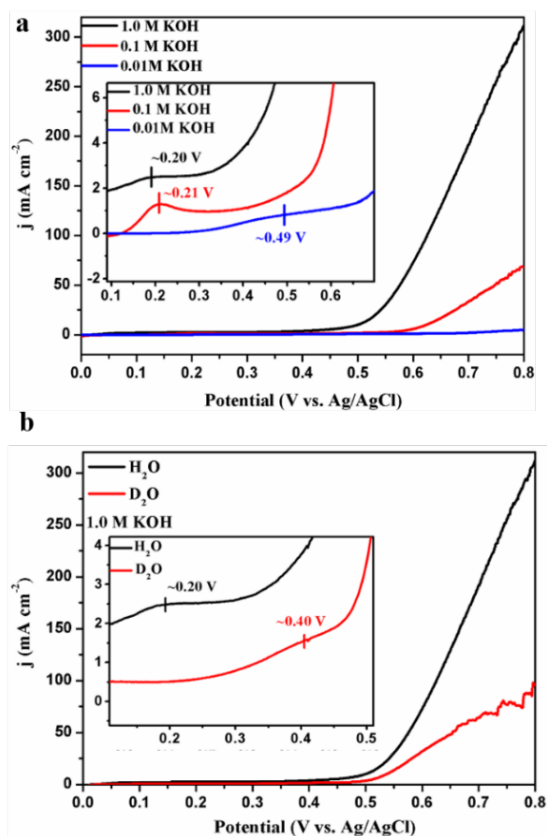 a
300
250
200
150
100
50
0
j (mA cm-2)
1.0 M KOH
0.1 M KOH
0.01M KOH
6
4
2
0
-2
1.0 M KOH
0.1 M KOH
0.01M KOH
~0.20 V
~0.21 V
~0.49 V
0.1 0.2 0.3 0.4 0.5 0.6
0.0 0.1 0.2 0.3 0.4 0.5 0.6 0.7 0.8
Potential (V vs. Ag/AgCl)
b
300
250
200
150
100
50
0
j (mA cm-2)
H2O
D2O
1.0 M KOH
4
3
2
1
0
H2O
D2O
~0.20 V
~0.40 V
0.2 0.3 0.4 0.5
0.0 0.1 0.2 0.3 0.4 0.5 0.6 0.7 0.8
Potential (V vs. Ag/AgCl)